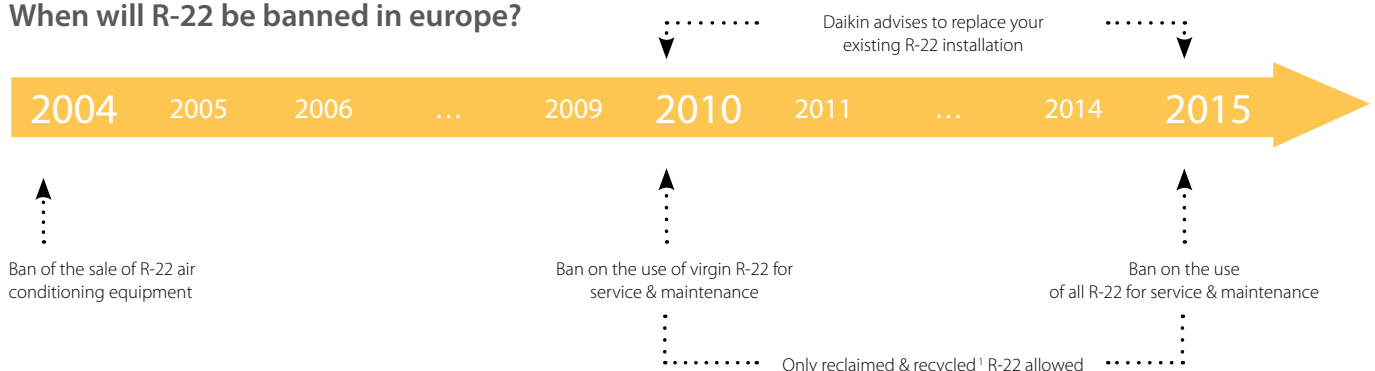 When will R-22 be banned in europe?
Daikin advises to replace your
existing R-22 installation
2004 2005 2006 ... 2009 2010 2011 ... 2014 2015
Ban of the sale of R-22 air
conditioning equipment
Ban on the use of virgin R-22 for
service & maintenance
Ban on the use
of all R-22 for service & maintenance
Only reclaimed & recycled¹ R-22 allowed